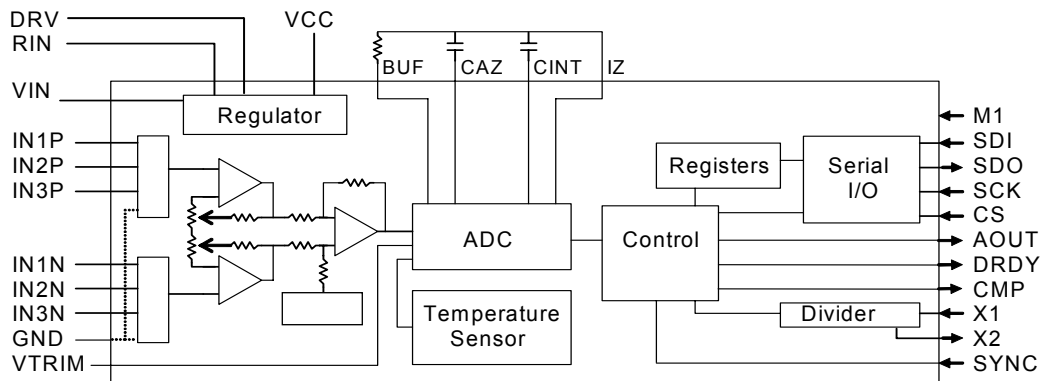 DRV
RIN
VCC
VIN
BUF
CAZ
CINT
IZ
Regulator
IN1P
IN2P
IN3P
IN1N
IN2N
IN3N
GND
VTRIM
ADC
Temperature
Sensor
Registers
Control
Serial
I/O
Divider
M1
SDI
SDO
SCK
CS
AOUT
DRDY
CMP
X1
X2
SYNC